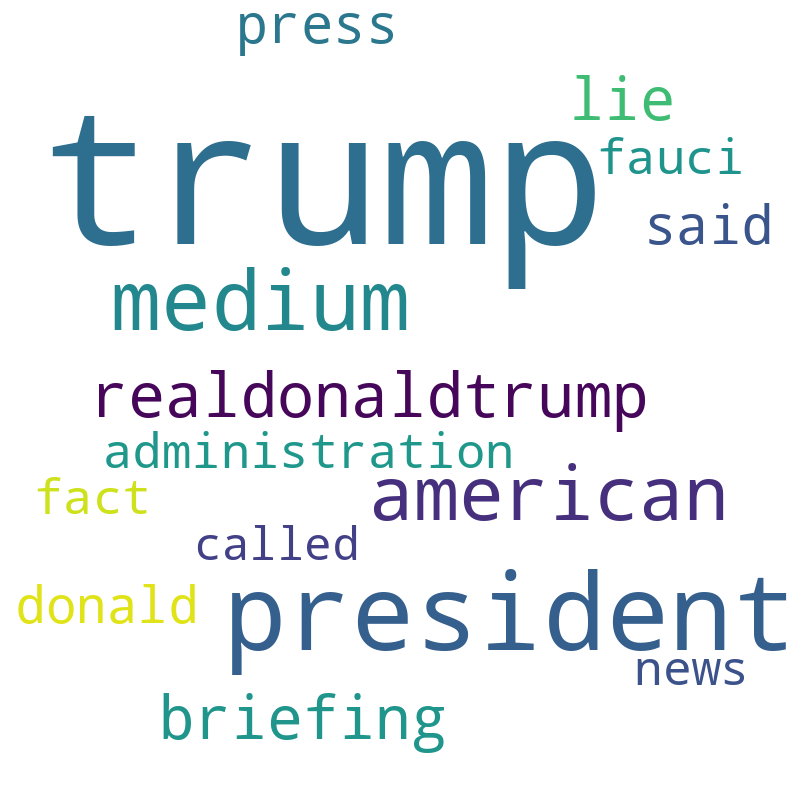 press
lie
trump
fauci
said
medium
realdonaldtrump
administration
american
fact
called
donald
president
news
briefing